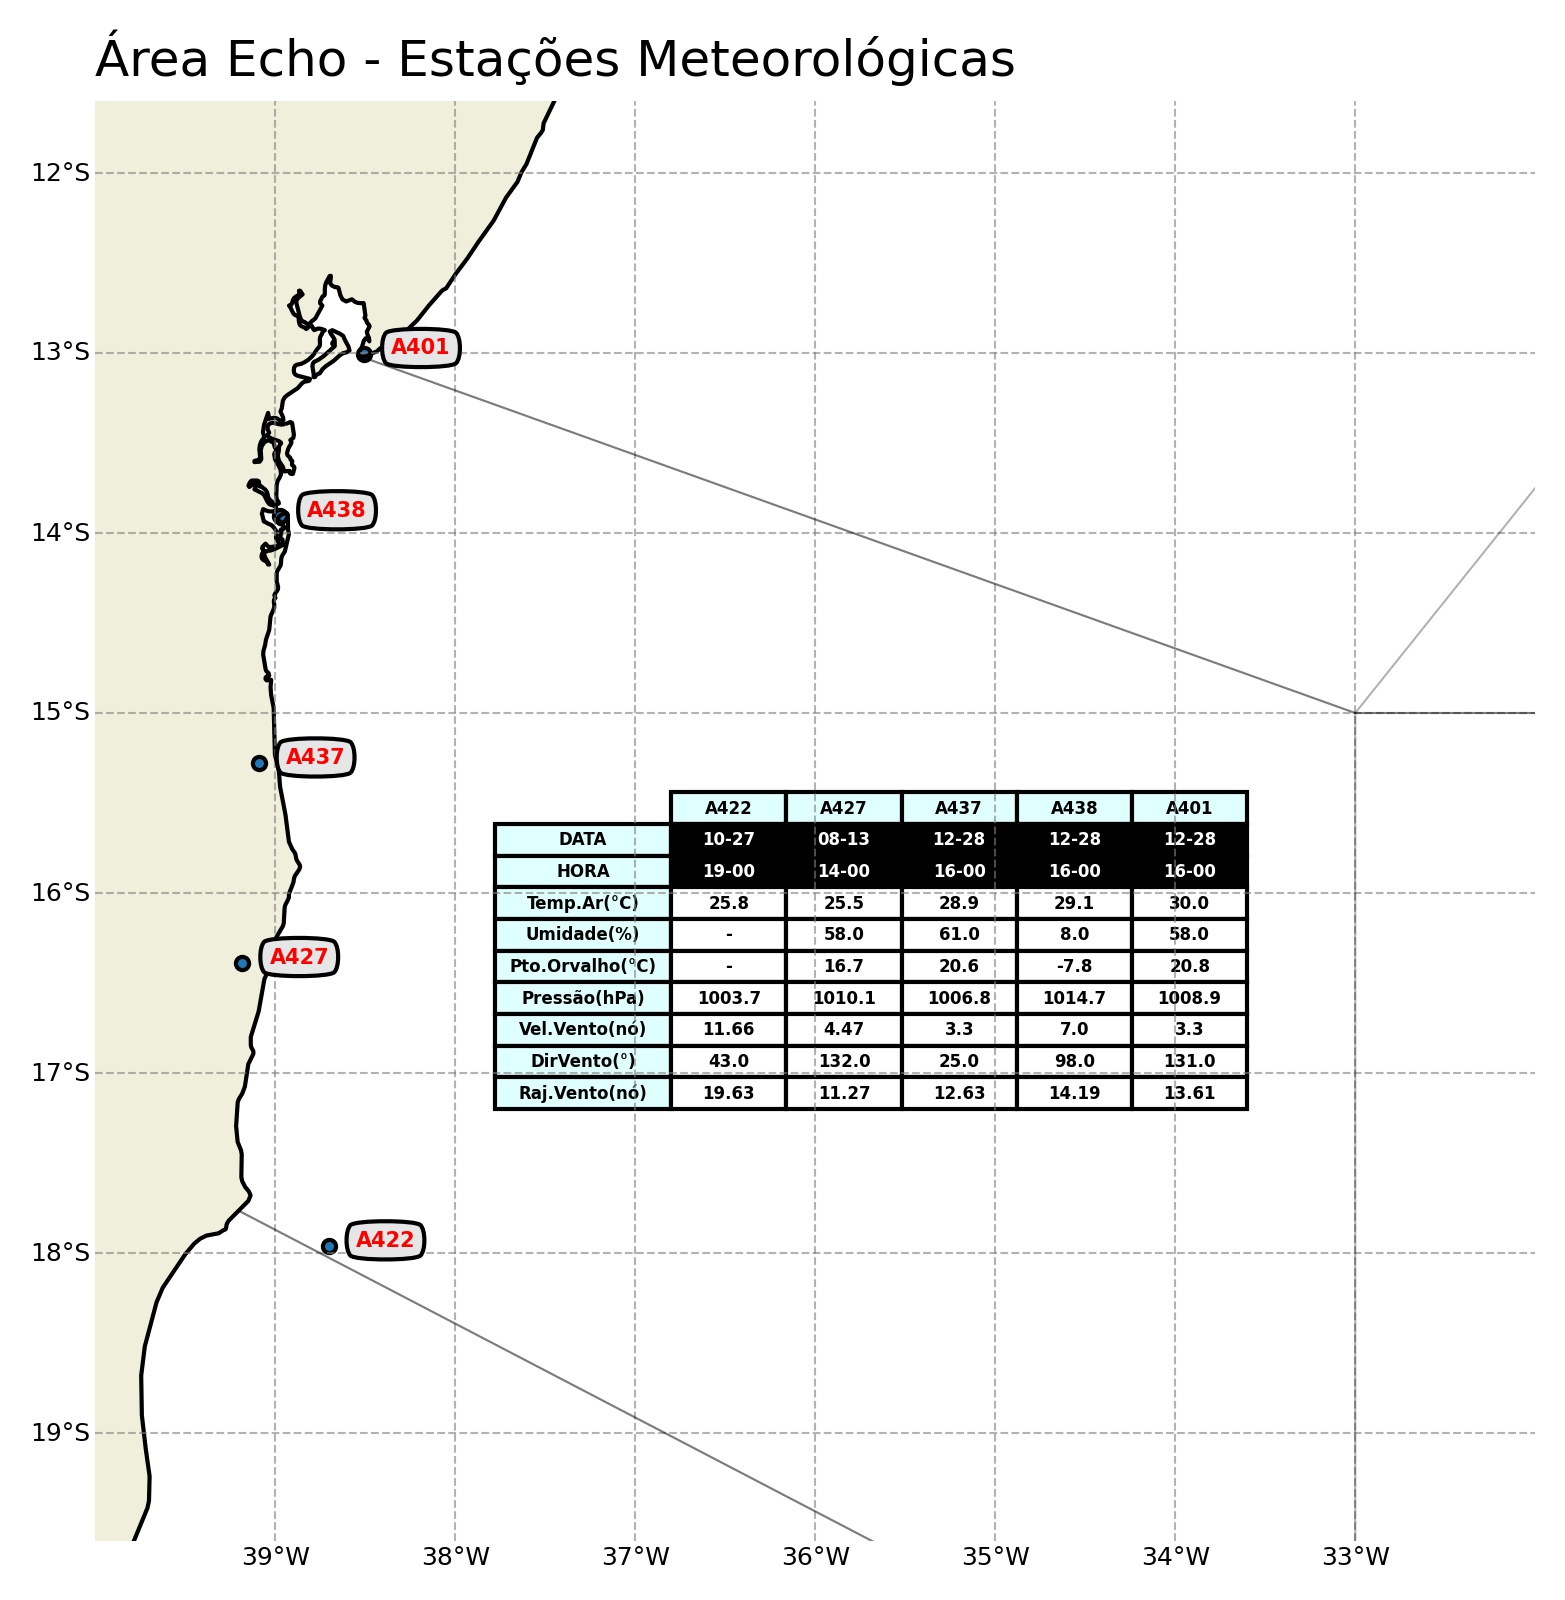 Área Echo - Estações Meteorológicas
12°S
13°S
14°S
15°S
16°S
17°S
18°S
19°S
A401
A438
A437
A427
A422
A422 A427 A437 A438 A401
DATA 10-27 08-13 12-28 12-28 12-28
HORA 19-00 14-00 16-00 16-00 16-00
Temp.Ar(°C) 25.8 25.5 28.9 29.1 30.0
Umidade(%) - 58.0 61.0 8.0 58.0
Pto.Orvalho(°C) - 16.7 20.6 -7.8 20.8
Pressão(hPa) 1003.7 1010.1 1006.8 1014.7 1008.9
Vel.Vento(nó) 11.66 4.47 3.3 7.0 3.3
DirVento(°) 43.0 132.0 25.0 98.0 131.0
Raj.Vento(nó) 19.63 11.27 12.63 14.19 13.61
39°W 38°W 37°W 36°W 35°W 34°W 33°W